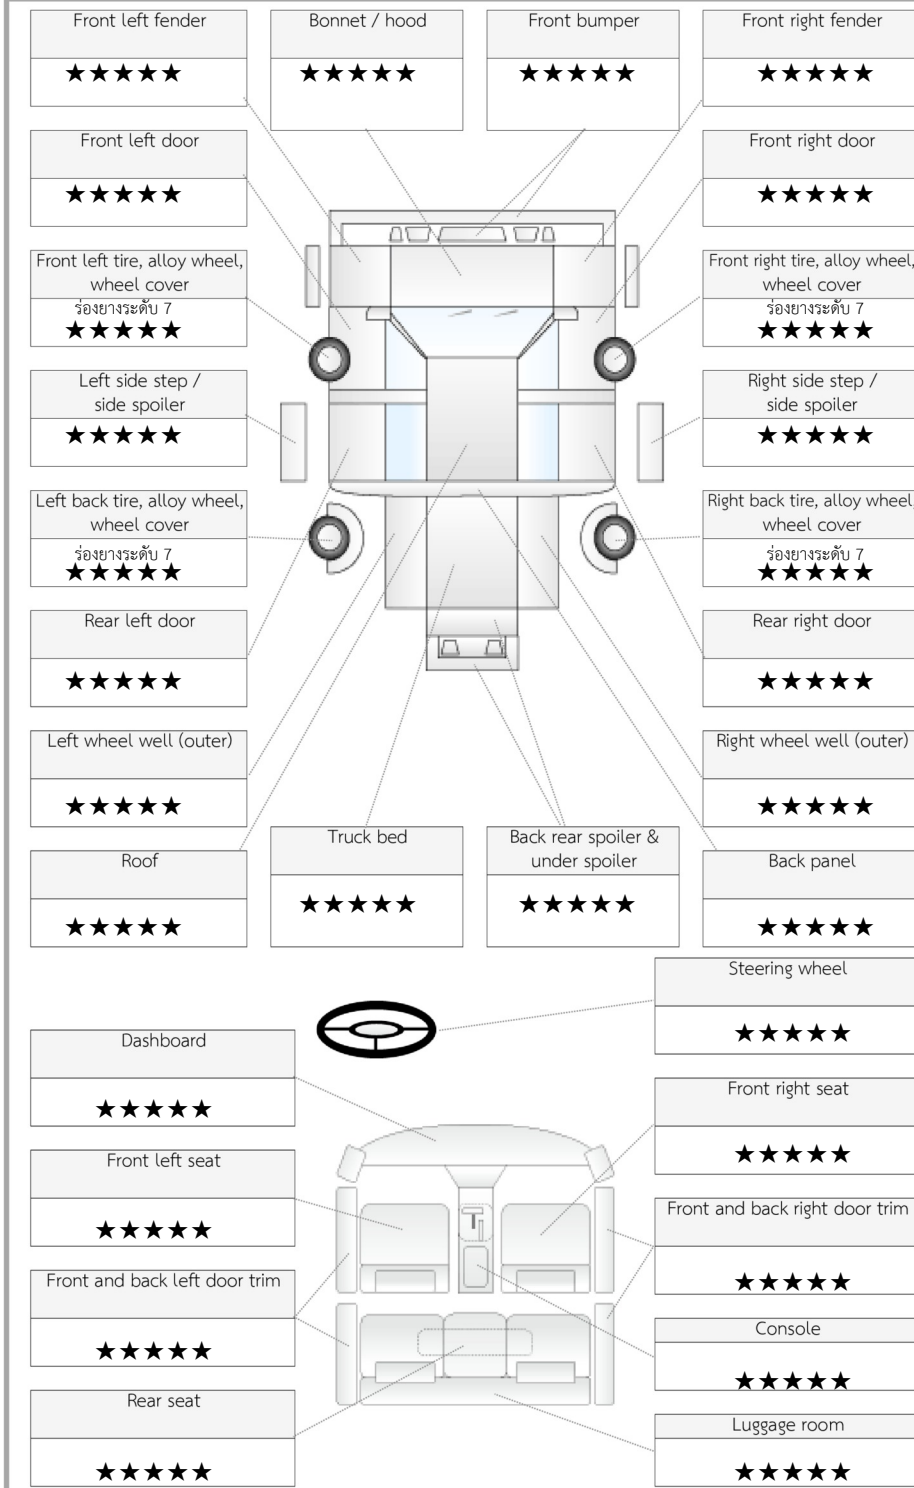 Front left fender
★★★★★
Bonnet / hood
★★★★★
Front bumper
★★★★★
Front right fender
★★★★★
Front left door
★★★★★
Front right door
★★★★★
Front left tire, alloy wheel,
wheel cover
ร่องยางระดับ 7
★★★★★
Front right tire, alloy wheel,
wheel cover
ร่องยางระดับ 7
★★★★★
Left side step /
side spoiler
★★★★★
Right side step /
side spoiler
★★★★★
Left back tire, alloy wheel,
wheel cover
ร่องยางระดับ 7
★★★★★
Right back tire, alloy wheel
wheel cover
ร่องยางระดับ 7
★★★★★
Rear left door
★★★★★
Rear right door
★★★★★
Left wheel well (outer)
★★★★★
Right wheel well (outer)
★★★★★
Roof
★★★★★
Truck bed
★★★★★
Back rear spoiler &
under spoiler
★★★★★
Back panel
★★★★★
Steering wheel
★★★★★
Dashboard
★★★★★
Front right seat
★★★★★
Front left seat
★★★★★
Front and back right door trim
★★★★★
Front and back left door trim
★★★★★
Console
★★★★★
Rear seat
★★★★★
Luggage room
★★★★★